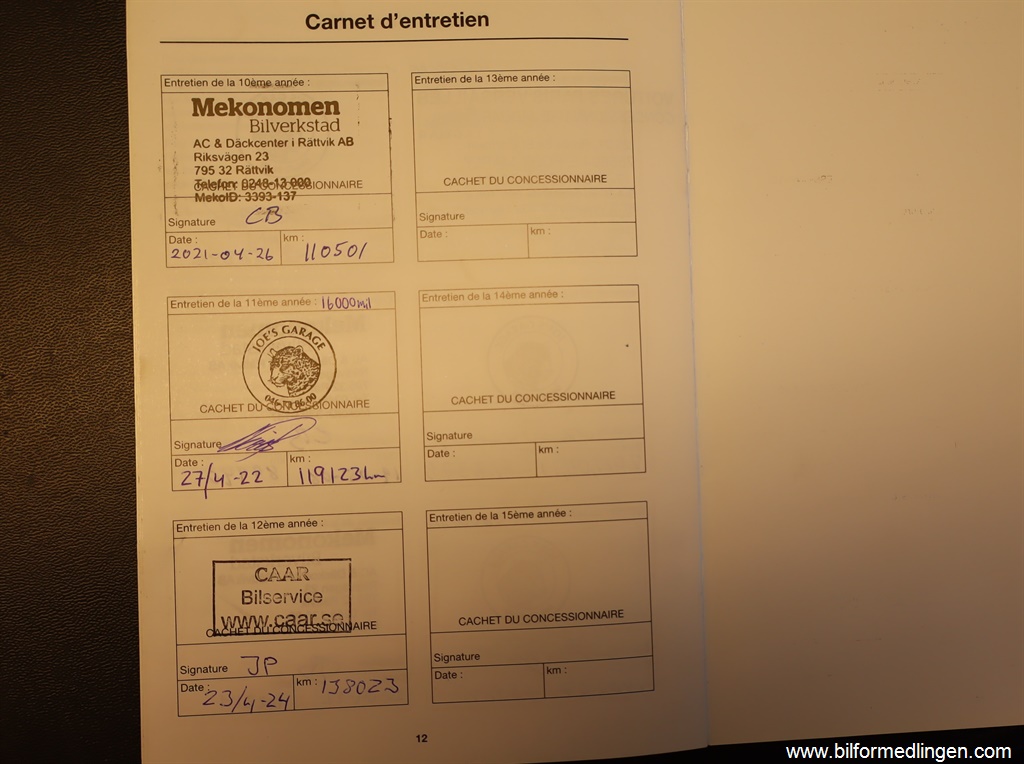 Carnet d'entretien
Entretien de la 10ème année :
Mekonomen
Bilverkstad
AC & Däckcenter i Rättvik AB
Riksvägen 23
795 32 Rättvik
Telefon: 0248-13 000
CACHET DU CONCESSIONNAIRE
MekoID: 3393-137
Signature CB
Date : km :
2021-04-26 110501
Entretien de la 11ème année : 16000mil
JOE'S GARAGE
CACHET DU CONCESSIONNAIRE
Signature
Date : km :
27/4-22 119123km
Entretien de la 12ème année :
CAAR
Bilservice
www.caar.se
CACHET DU CONCESSIONNAIRE
Signature JP
Date : km :
23/4-24 138023
Entretien de la 13ème année :
CACHET DU CONCESSIONNAIRE
Signature
Date : km :
Entretien de la 14ème année :
CACHET DU CONCESSIONNAIRE
Signature
Date : km :
Entretien de la 15ème année :
CACHET DU CONCESSIONNAIRE
Signature
Date : km :
12
www.bilformedlingen.com